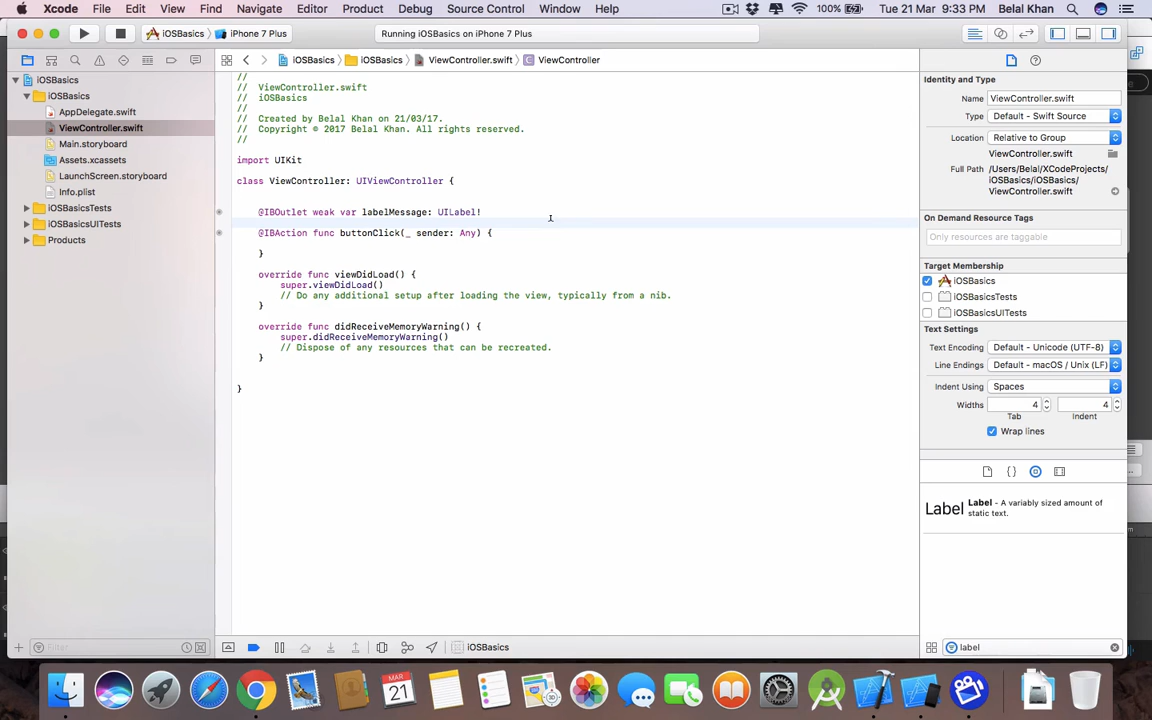 Xcode File Edit View Find Navigate Editor Product Debug Source Control Window Help 100% Tue 21 Mar 9:33 PM Belal Khan
iOSBasics iPhone 7 Plus Running iOSBasics on iPhone 7 Plus
iOSBasics iOSBasics ViewController.swift C ViewController
iOSBasics
iOSBasics
AppDelegate.swift
ViewController.swift
Main.storyboard
Assets.xcassets
LaunchScreen.storyboard
Info.plist
iOSBasicsTests
iOSBasicsUITests
Products
Filter
//
// ViewController.swift
// iOSBasics
//
// Created by Belal Khan on 21/03/17.
// Copyright © 2017 Belal Khan. All rights reserved.
//
import UIKit
class ViewController: UIViewController {
@IBOutlet weak var labelMessage: UILabel!
@IBAction func buttonClick(_ sender: Any) {
}
override func viewDidLoad() {
super.viewDidLoad()
// Do any additional setup after loading the view, typically from a nib.
}
override func didReceiveMemoryWarning() {
super.didReceiveMemoryWarning()
// Dispose of any resources that can be recreated.
}
}
iOSBasics
Identity and Type
Name ViewController.swift
Type Default - Swift Source
Location Relative to Group
ViewController.swift
Full Path /Users/Belal/XCodeProjects/
iOSBasics/iOSBasics/
ViewController.swift
On Demand Resource Tags
Only resources are taggable
Target Membership
iOSBasics
iOSBasicsTests
iOSBasicsUITests
Text Settings
Text Encoding Default - Unicode (UTF-8)
Line Endings Default - macOS / Unix (LF)
Indent Using Spaces
Widths 4 4
Tab Indent
Wrap lines
{ }
Label Label - A variably sized amount of
static text.
label
MAR
21